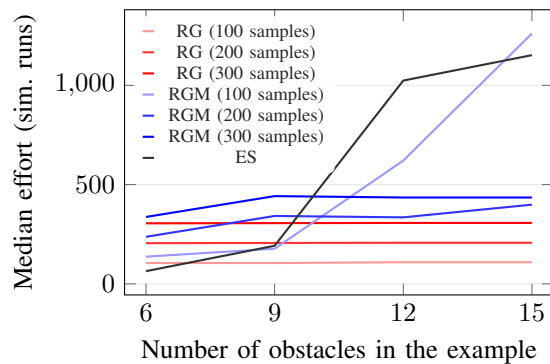 Median effort (sim. runs)
1,000
500
0
RG (100 samples)
RG (200 samples)
RG (300 samples)
RGM (100 samples)
RGM (200 samples)
RGM (300 samples)
ES
6 9 12 15
Number of obstacles in the example